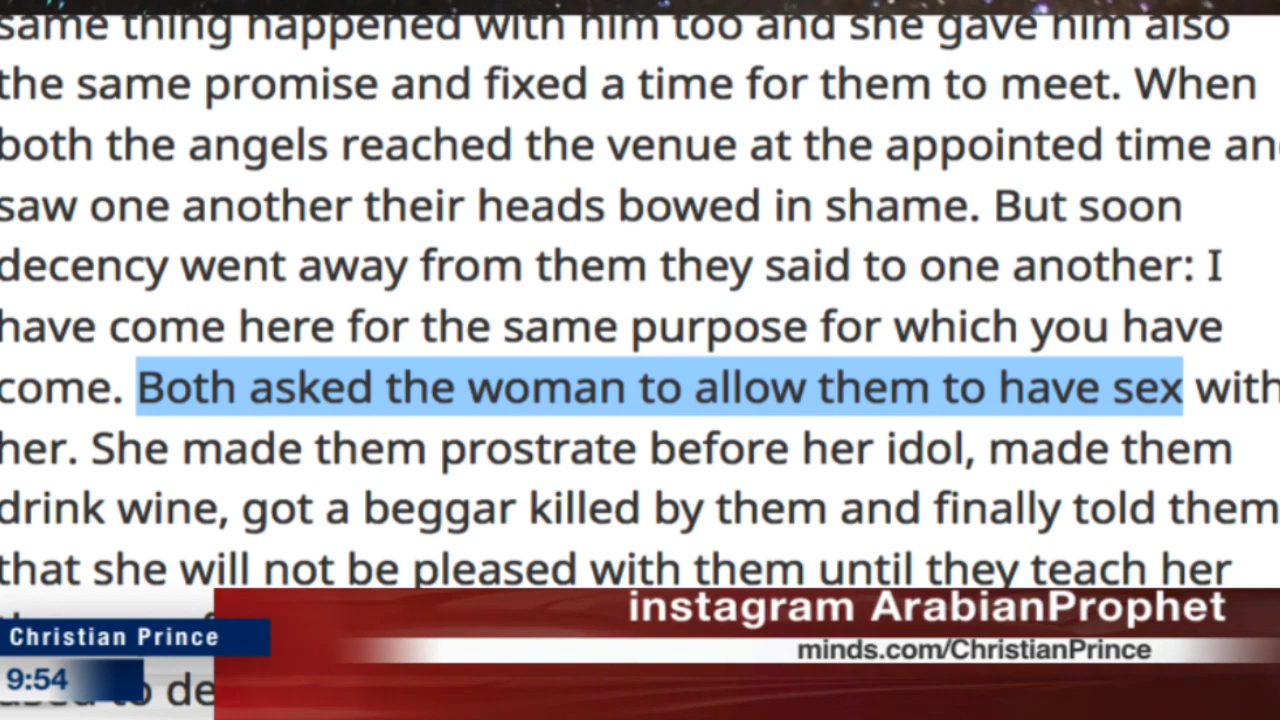 same thing happened with him too and she gave him also
the same promise and fixed a time for them to meet. When
both the angels reached the venue at the appointed time
saw one another their heads bowed in shame. But soon
decency went away from them they said to one another: I
have come here for the same purpose for which you have
come. Both asked the woman to allow them to have sex with
her. She made them prostrate before her idol, made them
drink wine, got a beggar killed by them and finally told them
that she will not be pleased with them until they teach her
instagram ArabianProphet
Christian Prince
minds.com/ChristianPrince
9:54